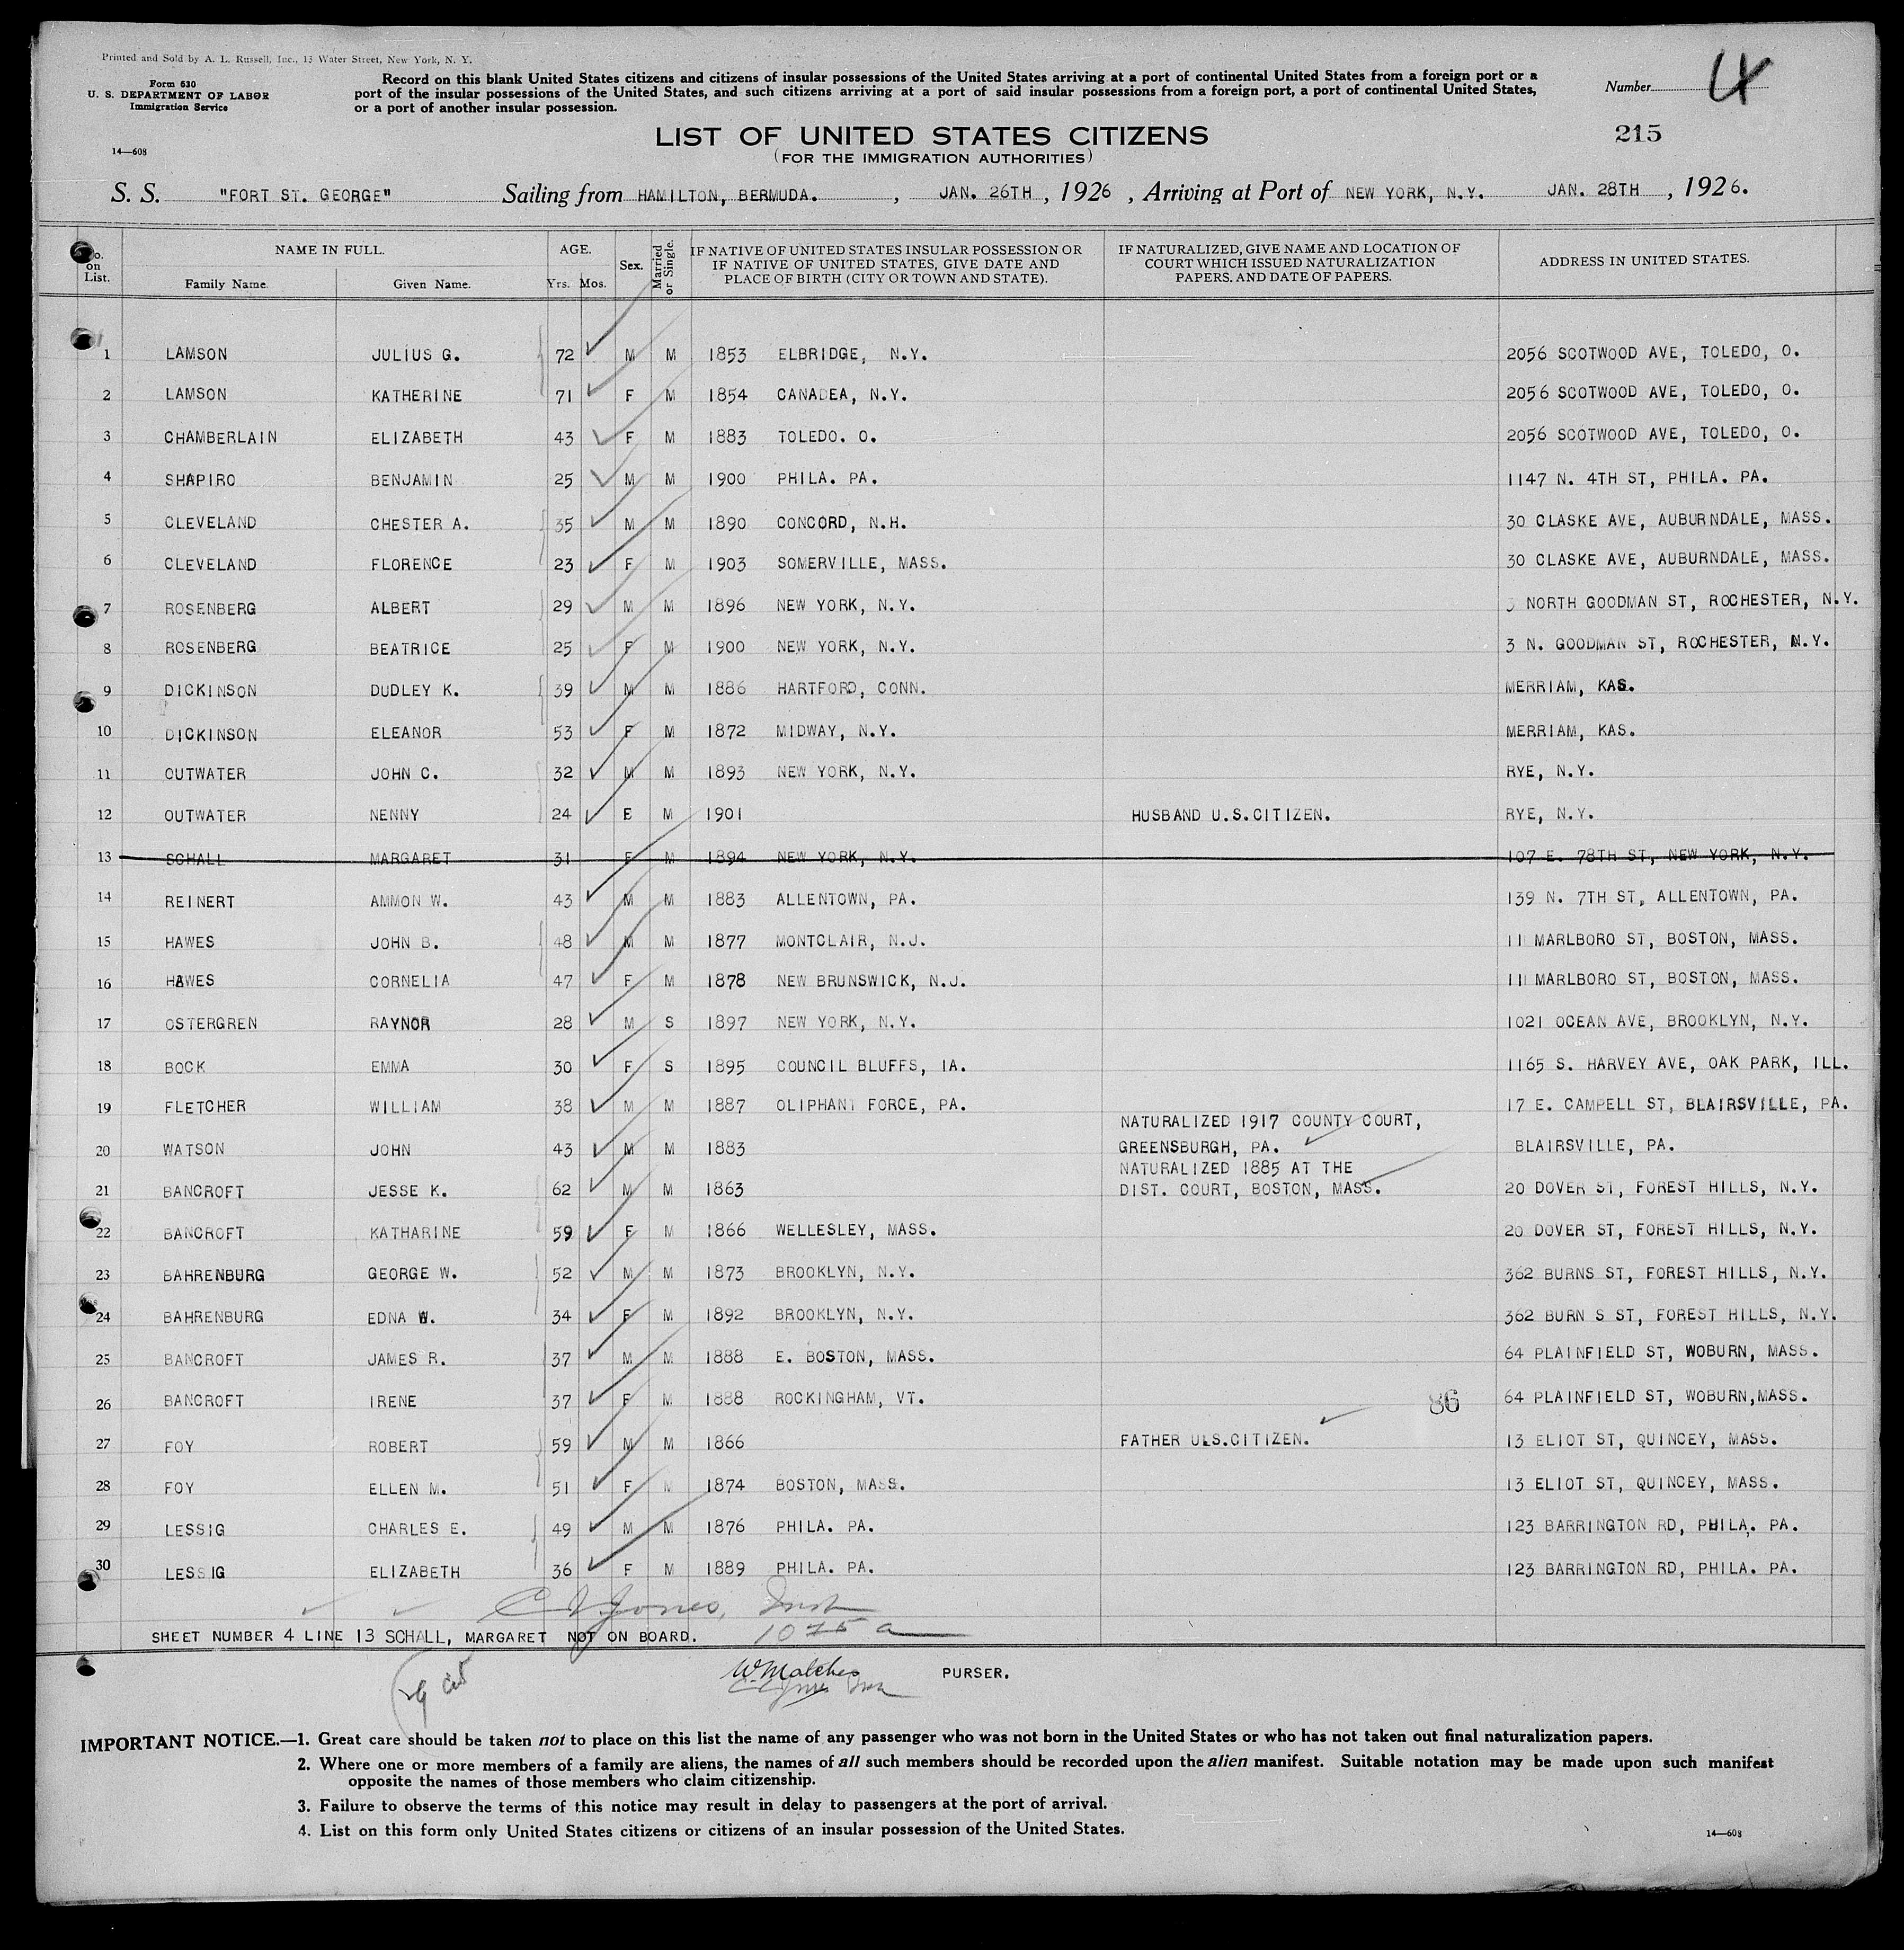 Printed and Sold by A. L. Russell, Inc., 13 Water Street, New York, N. Y.
Form 630
U. S. DEPARTMENT OF LABOR
Immigration Service
14—608
Record on this blank United States citizens and citizens of insular possessions of the United States arriving at a port of continental United States from a foreign port or a
port of the insular possessions of the United States, and such citizens arriving at a port of said insular possessions from a foreign port, a port of continental United States,
or a port of another insular possession.
Number 4
215
LIST OF UNITED STATES CITIZENS
(FOR THE IMMIGRATION AUTHORITIES)
S. S. "FORT ST. GEORGE" Sailing from HAMILTON, BERMUDA. , JAN. 26TH , 1926 , Arriving at Port of NEW YORK, N.Y. JAN. 28TH , 1926.
No. on List. NAME IN FULL. Family Name. Given Name. AGE. Yrs. Mos. Sex. Married or Single. IF NATIVE OF UNITED STATES INSULAR POSSESSION OR IF NATIVE OF UNITED STATES, GIVE DATE AND PLACE OF BIRTH (CITY OR TOWN AND STATE). IF NATURALIZED, GIVE NAME AND LOCATION OF COURT WHICH ISSUED NATURALIZATION PAPERS. AND DATE OF PAPERS. ADDRESS IN UNITED STATES.
1 LAMSON JULIUS G. 72 M M 1853 ELBRIDGE, N.Y. 2056 SCOTWOOD AVE, TOLEDO, O.
2 LAMSON KATHERINE 71 F M 1854 CANADEA, N.Y. 2056 SCOTWOOD AVE, TOLEDO, O.
3 CHAMBERLAIN ELIZABETH 43 F M 1883 TOLEDO. O. 2056 SCOTWOOD AVE, TOLEDO, O.
4 SHAPIRO BENJAMIN 25 M M 1900 PHILA. PA. 1147 N. 4TH ST, PHILA. PA.
5 CLEVELAND CHESTER A. 35 M M 1890 CONCORD, N.H. 30 CLASKE AVE, AUBURNDALE, MASS.
6 CLEVELAND FLORENCE 23 F M 1903 SOMERVILLE, MASS. 30 CLASKE AVE, AUBURNDALE, MASS.
7 ROSENBERG ALBERT 29 M M 1896 NEW YORK, N.Y. 3 NORTH GOODMAN ST, ROCHESTER, N.Y.
8 ROSENBERG BEATRICE 25 F M 1900 NEW YORK, N.Y. 3 N. GOODMAN ST, ROCHESTER, N.Y.
9 DICKINSON DUDLEY K. 39 M M 1886 HARTFORD, CONN. MERRIAM, KAS.
10 DICKINSON ELEANOR 53 F M 1872 MIDWAY, N.Y. MERRIAM, KAS.
11 OUTWATER JOHN C. 32 M M 1893 NEW YORK, N.Y. RYE, N.Y.
12 OUTWATER NENNY 24 E M 1901 HUSBAND U.S.CITIZEN. RYE, N.Y.
13 SCHALL MARGARET 31 F M 1894 NEW YORK, N.Y. 107 E. 78TH ST, NEW YORK, N.Y.
14 REINERT AMMON W. 43 M M 1883 ALLENTOWN, PA. 139 N. 7TH ST, ALLENTOWN, PA.
15 HAWES JOHN B. 48 M M 1877 MONTCLAIR, N.J. 11 MARLBORO ST, BOSTON, MASS.
16 HAWES CORNELIA 47 F M 1878 NEW BRUNSWICK, N.J. 11 MARLBORO ST, BOSTON, MASS.
17 OSTERGREN RAYNOR 28 M S 1897 NEW YORK, N.Y. 1021 OCEAN AVE, BROOKLYN, N.Y.
18 BOCK EMMA 30 F S 1895 COUNCIL BLUFFS, IA. 1165 S. HARVEY AVE, OAK PARK, ILL.
19 FLETCHER WILLIAM 38 M M 1887 OLIPHANT FORCE, PA. 17 E. CAMPELL ST, BLAIRSVILLE, PA.
NATURALIZED 1917 COUNTY COURT,
20 WATSON JOHN 43 M M 1883 GREENSBURGH, PA. BLAIRSVILLE, PA.
NATURALIZED 1885 AT THE
21 BANCROFT JESSE K. 62 M M 1863 DIST. COURT, BOSTON, MASS. 20 DOVER ST, FOREST HILLS, N.Y.
22 BANCROFT KATHARINE 59 F M 1866 WELLESLEY, MASS. 20 DOVER ST, FOREST HILLS, N.Y.
23 BAHRENBURG GEORGE W. 52 M M 1873 BROOKLYN, N.Y. 362 BURNS ST, FOREST HILLS, N.Y.
24 BAHRENBURG EDNA W. 34 F M 1892 BROOKLYN, N.Y. 362 BURN S ST, FOREST HILLS, N.Y.
25 BANCROFT JAMES R. 37 M M 1888 E. BOSTON, MASS. 64 PLAINFIELD ST, WOBURN, MASS.
26 BANCROFT IRENE 37 F M 1888 ROCKINGHAM, VT. 86 64 PLAINFIELD ST, WOBURN,MASS.
27 FOY ROBERT 59 M M 1866 FATHER U.S.CITIZEN. 13 ELIOT ST, QUINCEY, MASS.
28 FOY ELLEN M. 51 F M 1874 BOSTON, MASS. 13 ELIOT ST, QUINCEY, MASS.
29 LESSIG CHARLES E. 49 M M 1876 PHILA. PA. 123 BARRINGTON RD, PHILA. PA.
30 LESSIG ELIZABETH 36 F M 1889 PHILA. PA. 123 BARRINGTON RD, PHILA. PA.
Jones, Insp
SHEET NUMBER 4 LINE 13 SCHALL, MARGARET NOT ON BOARD.
PURSER.
IMPORTANT NOTICE.—1. Great care should be taken not to place on this list the name of any passenger who was not born in the United States or who has not taken out final naturalization papers.
2. Where one or more members of a family are aliens, the names of all such members should be recorded upon the alien manifest. Suitable notation may be made upon such manifest
opposite the names of those members who claim citizenship.
3. Failure to observe the terms of this notice may result in delay to passengers at the port of arrival.
4. List on this form only United States citizens or citizens of an insular possession of the United States.
14—608